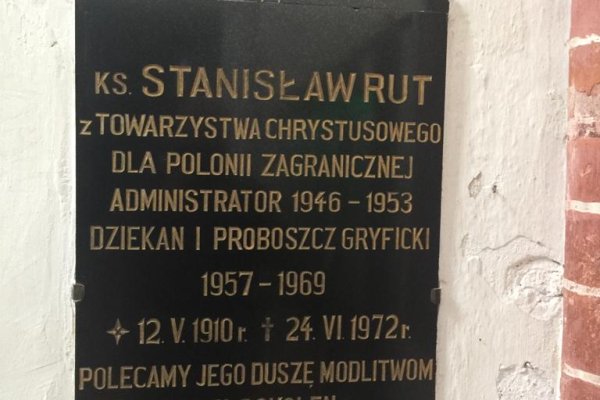 KS. STANISŁAW RUT
z TOWARZYSTWA CHRYSTUSOWEGO
DLA POLONII ZAGRANICZNEJ
ADMINISTRATOR 1946 – 1953
DZIEKAN I PROBOSZCZ GRYFICKI
1957 – 1969
✧ 12. V. 1910 r. † 24. VI. 1972 r.
POLECAMY JEGO DUSZĘ MODLITWOM